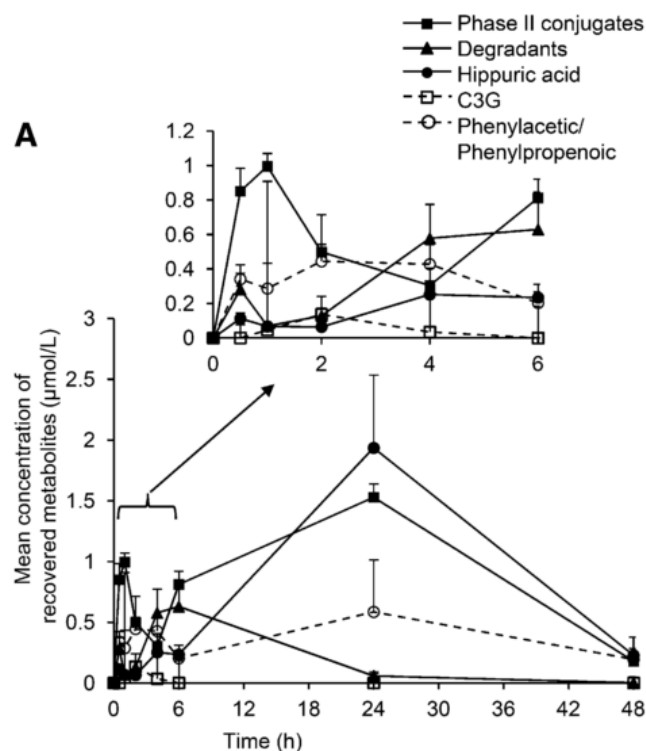 Phase II conjugates
Degradants
Hippuric acid
C3G
Phenylacetic/
Phenylpropenoic
A
1.2
1
0.8
0.6
0.4
0.2
0
0 2 4 6
3
2.5
2
1.5
1
0.5
0
Mean concentration of
recovered metabolites (μmol/L)
0 6 12 18 24 30 36 42 48
Time (h)